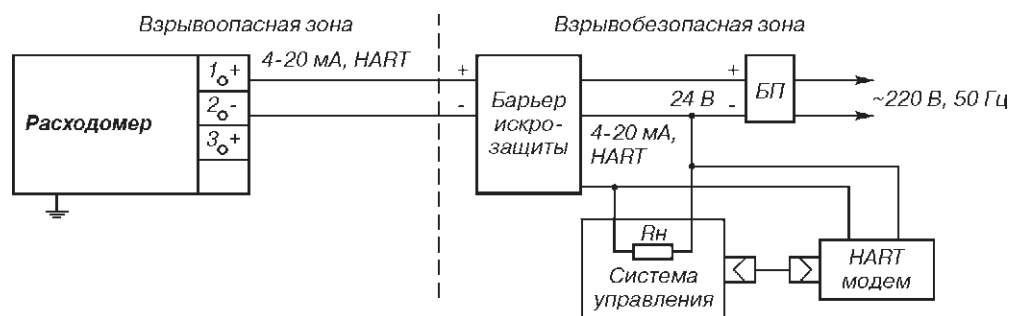 Взрывоопасная зона
Взрывобезопасная зона
1 +
4-20 мА, HART
+
+
2 -
Расходомер
-
Барьер
искро-
защиты
24 В
-
БП
~220 В, 50 Гц
3 +
4-20 мА,
HART
Rн
Система
управления
HART
модем